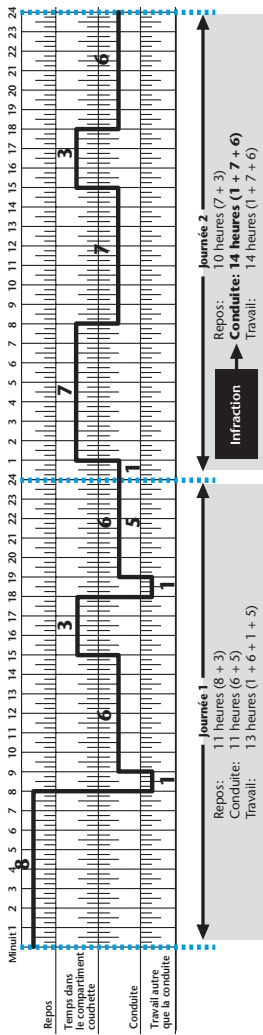 Minuit 1 2 3 4 5 6 7 8 9 10 11 12 13 14 15 16 17 18 19 20 21 22 23 24 1 2 3 4 5 6 7 8 9 10 11 12 13 14 15 16 17 18 19 20 21 22 23 24
Repos
Temps dans
le compartiment
couchette
Conduite
Travail autre
que la conduite
8
1
6
3
1
6
5
1
7
7
3
6
Journée 1
Repos: 11 heures (8 + 3)
Conduite: 11 heures (6 + 5)
Travail: 13 heures (1 + 6 + 1 + 5)
Infraction
Journée 2
Repos: 10 heures (7 + 3)
Conduite: 14 heures (1 + 7 + 6)
Travail: 14 heures (1 + 7 + 6)